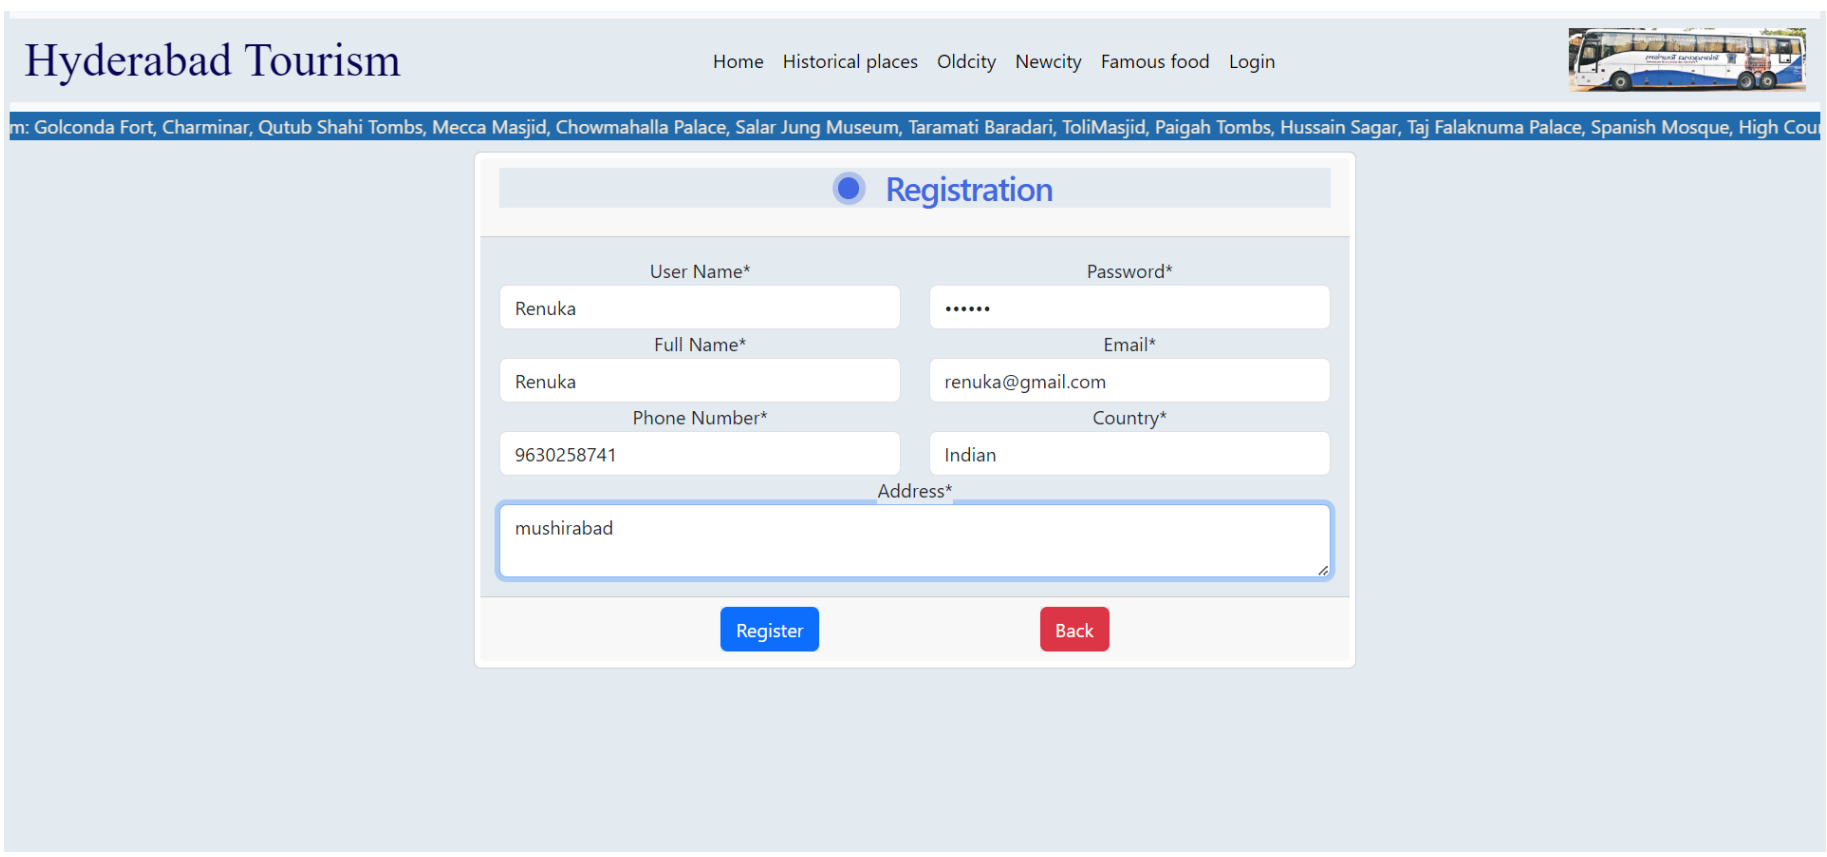 Hyderabad Tourism
Home Historical places Oldcity Newcity Famous food Login
m: Golconda Fort, Charminar, Qutub Shahi Tombs, Mecca Masjid, Chowmahalla Palace, Salar Jung Museum, Taramati Baradari, ToliMasjid, Paigah Tombs, Hussain Sagar, Taj Falaknuma Palace, Spanish Mosque, High Cour
Registration
User Name* Password*
Renuka ••••••
Full Name* Email*
Renuka renuka@gmail.com
Phone Number* Country*
9630258741 Indian
Address*
mushirabad
Register Back